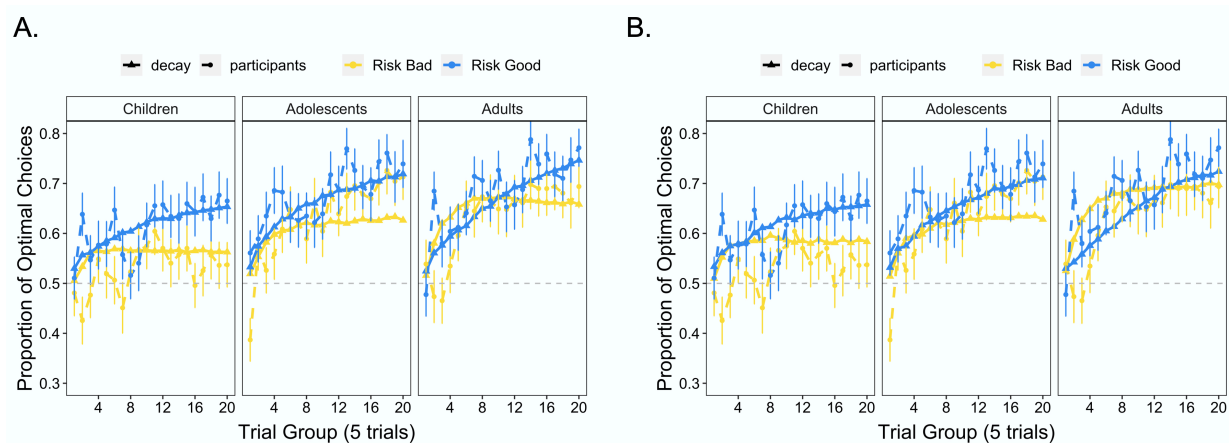 A.
decay participants Risk Bad Risk Good
Children Adolescents Adults
Proportion of Optimal Choices
0.8
0.7
0.6
0.5
0.4
0.3
4 8 12 16 20 4 8 12 16 20 4 8 12 16 20
Trial Group (5 trials)
B.
decay participants Risk Bad Risk Good
Children Adolescents Adults
Proportion of Optimal Choices
0.8
0.7
0.6
0.5
0.4
0.3
4 8 12 16 20 4 8 12 16 20 4 8 12 16 20
Trial Group (5 trials)